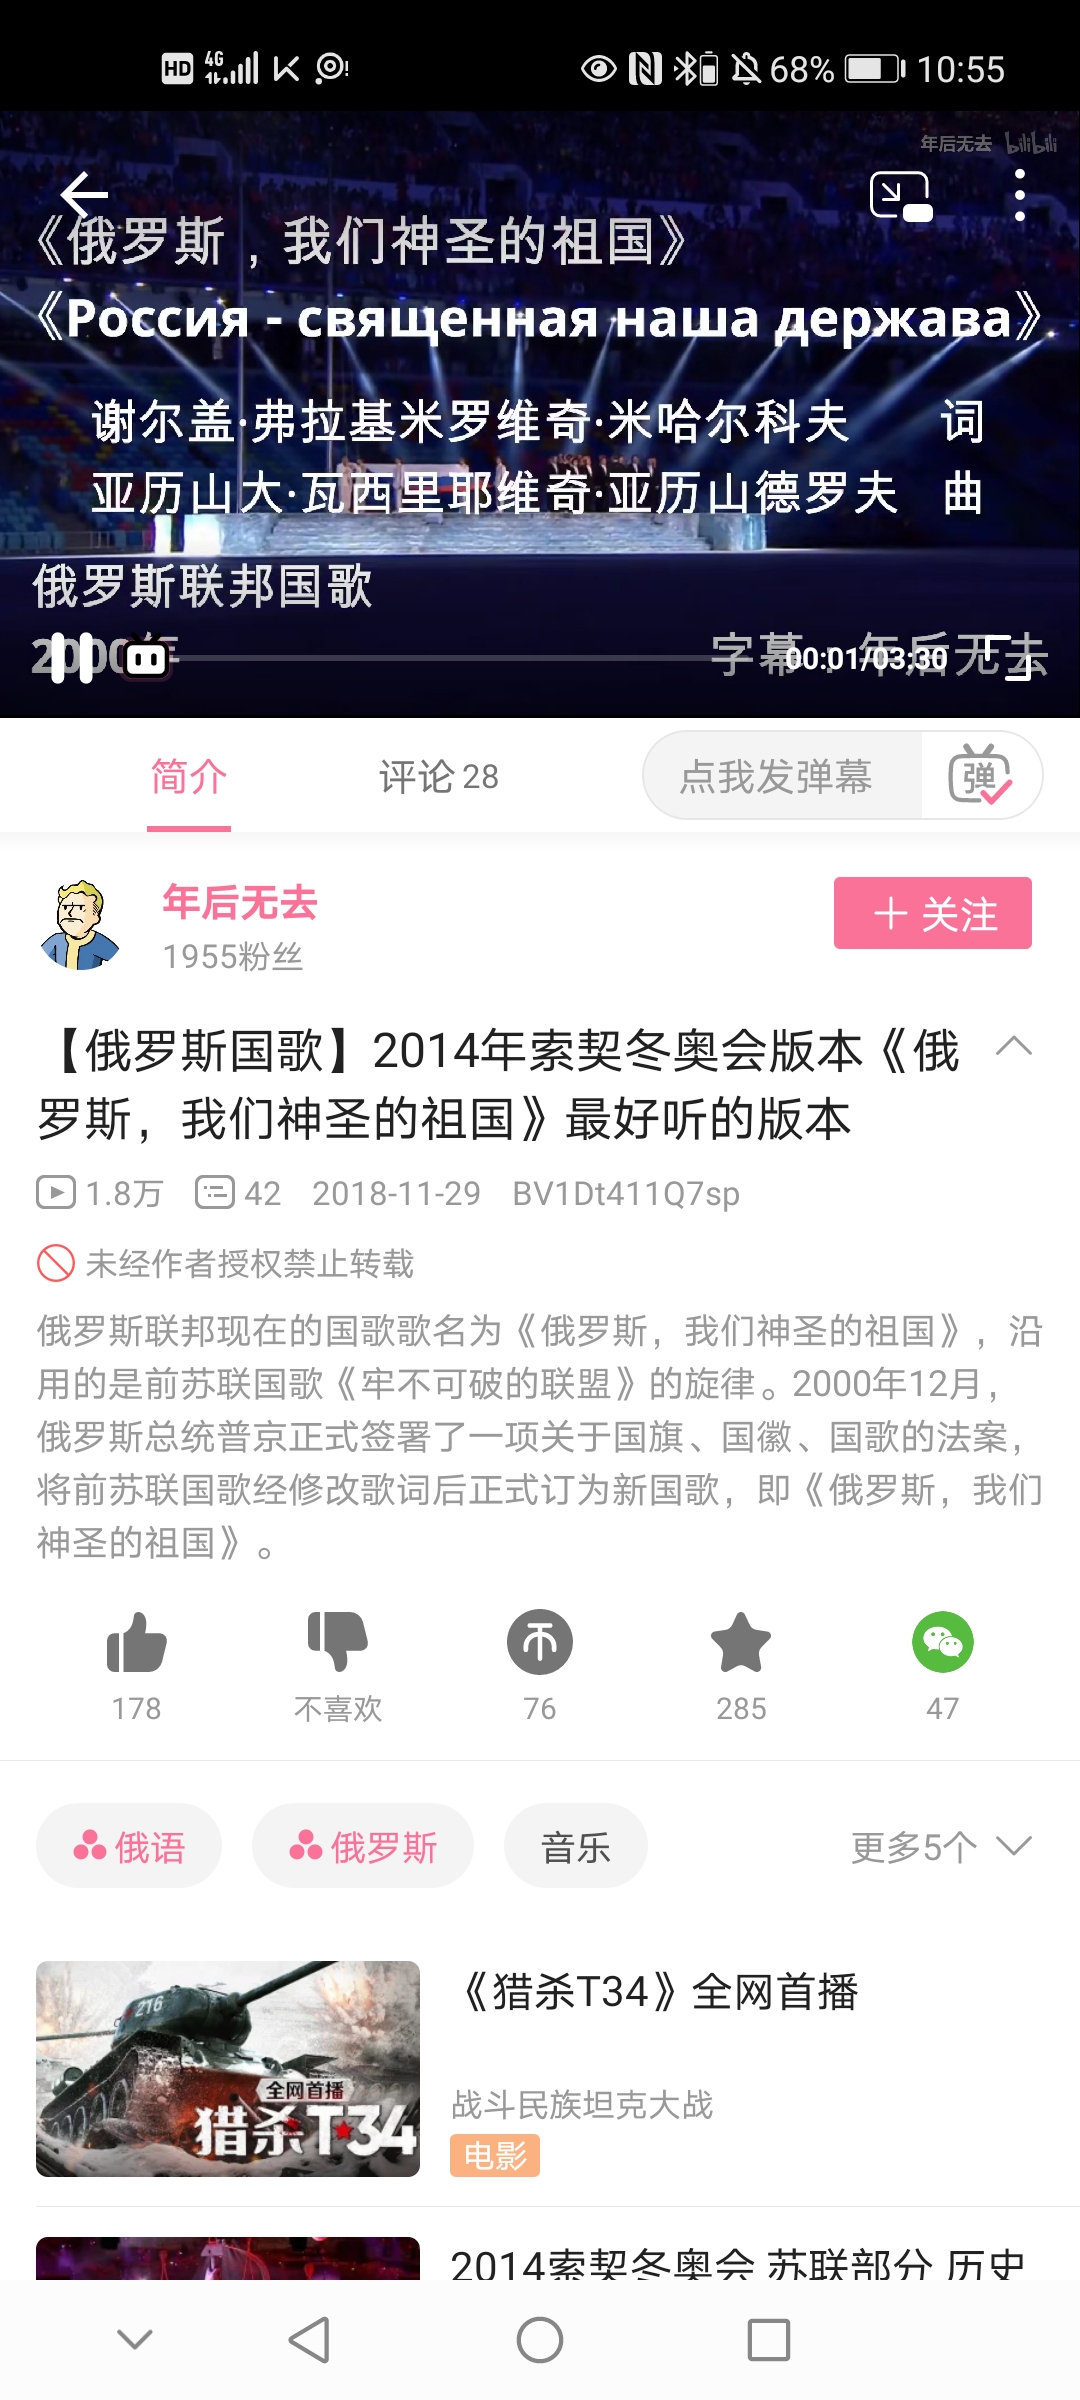 HD 4G 68% 10:55
年后无去 bilibili
《俄罗斯，我们神圣的祖国》
《Россия - священная наша держава》
谢尔盖·弗拉基米罗维奇·米哈尔科夫 词
亚历山大·瓦西里耶维奇·亚历山德罗夫 曲
俄罗斯联邦国歌
2000年 字幕：年后无去
00:01/03:30
简介 评论 28 点我发弹幕 弹
年后无去
1955粉丝
+ 关注
【俄罗斯国歌】2014年索契冬奥会版本《俄
罗斯，我们神圣的祖国》最好听的版本
1.8万 42 2018-11-29 BV1Dt411Q7sp
未经作者授权禁止转载
俄罗斯联邦现在的国歌歌名为《俄罗斯，我们神圣的祖国》，沿
用的是前苏联国歌《牢不可破的联盟》的旋律。2000年12月，
俄罗斯总统普京正式签署了一项关于国旗、国徽、国歌的法案，
将前苏联国歌经修改歌词后正式订为新国歌，即《俄罗斯，我们
神圣的祖国》。
178 不喜欢 76 285 47
俄语 俄罗斯 音乐 更多5个
216
全网首播
猎杀T34
《猎杀T34》全网首播
战斗民族坦克大战
电影
2014索契冬奥会 苏联部分 历史